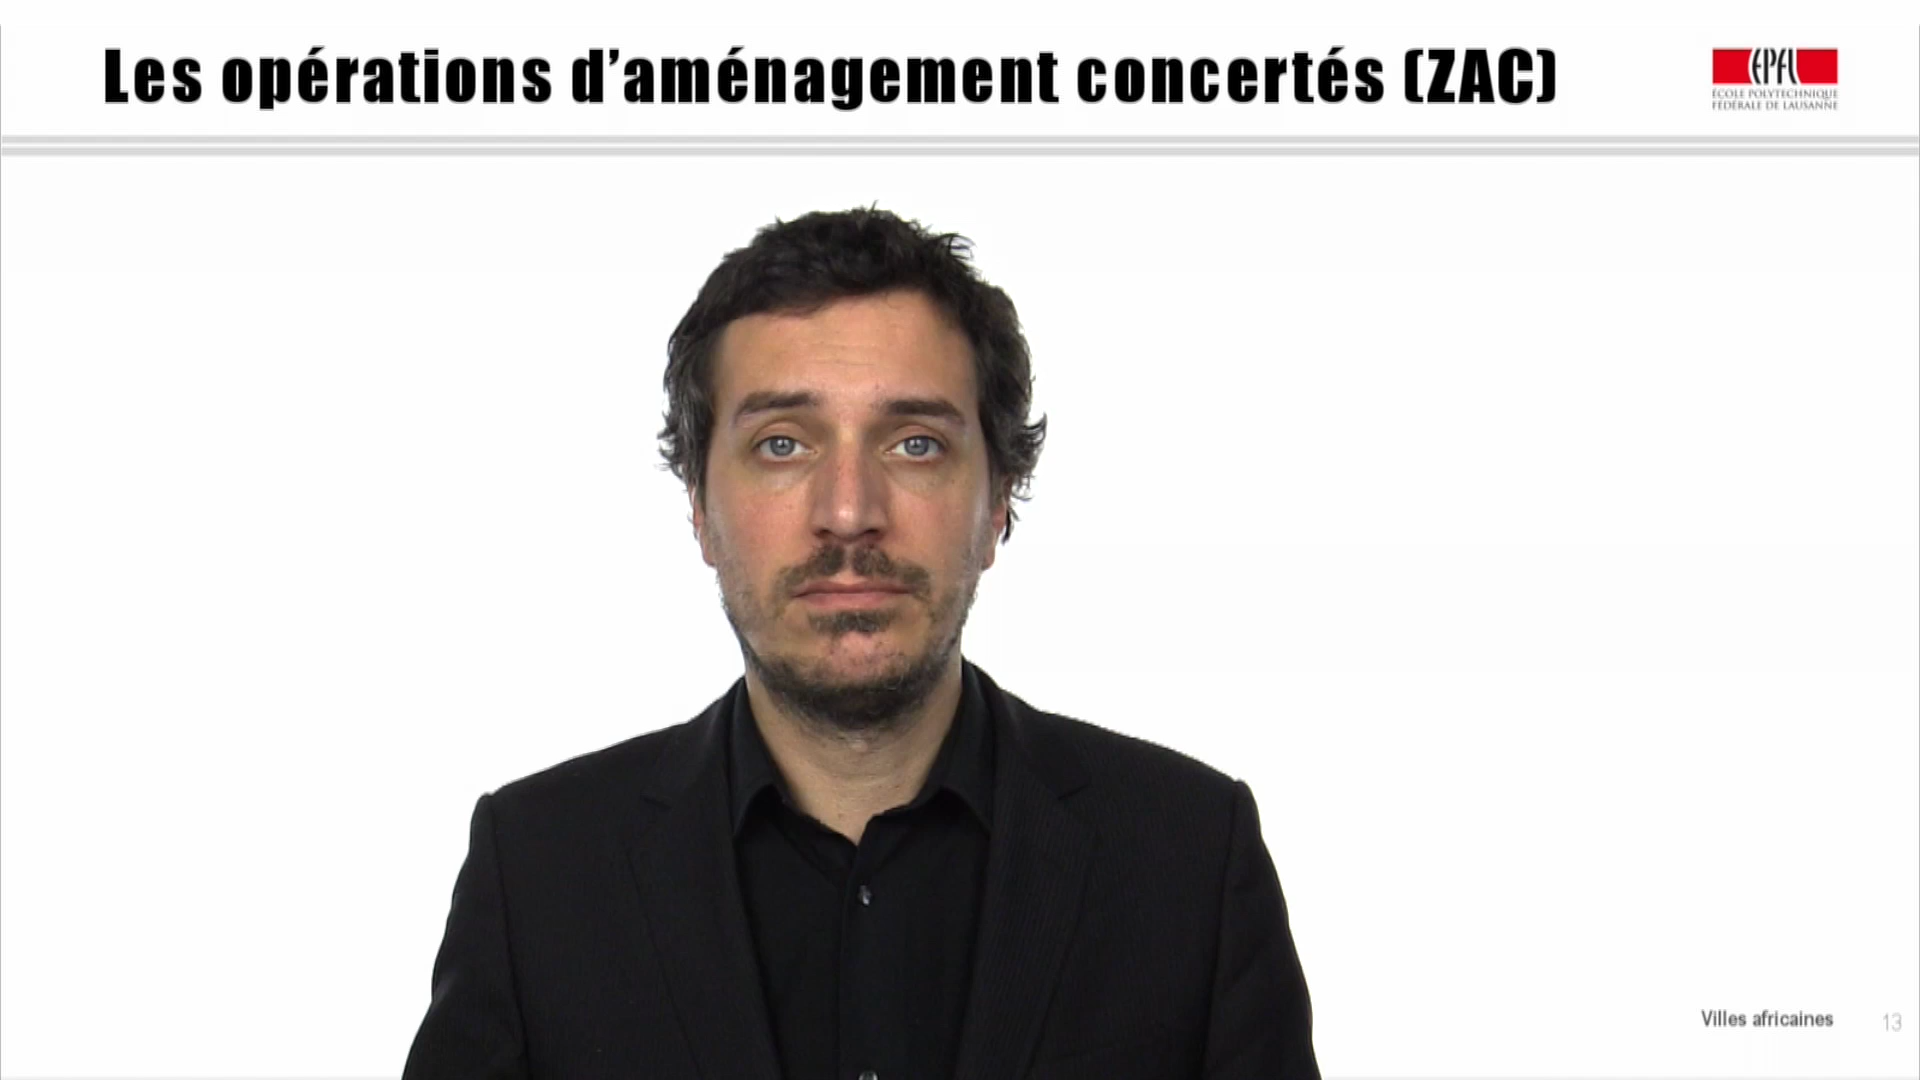 Les opérations d’aménagement concertés (ZAC)
EPFL
ÉCOLE POLYTECHNIQUE
FÉDÉRALE DE LAUSANNE
Villes africaines
13